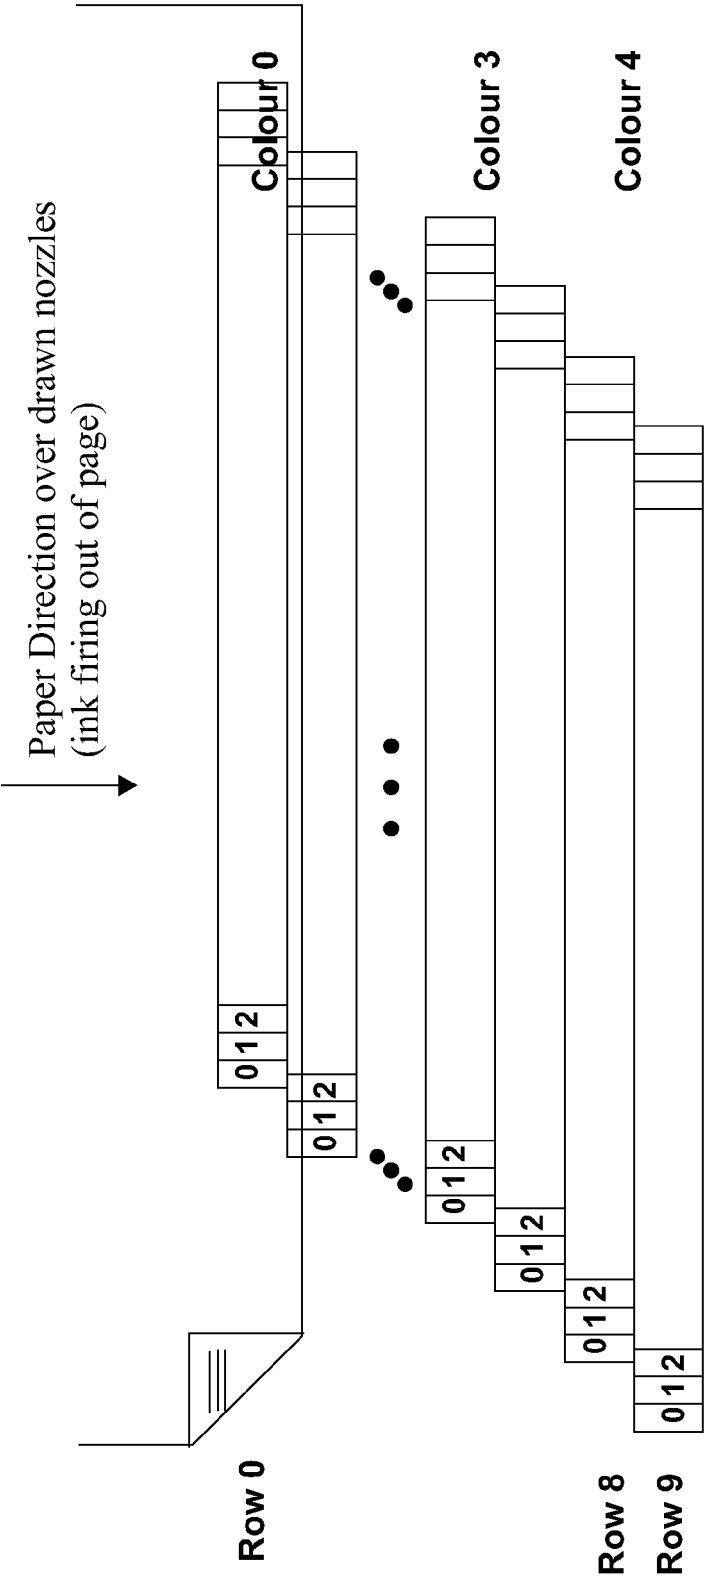 Paper Direction over drawn nozzles
(ink firing out of page)
Row 0
0 1 2
Colour 0
0 1 2
0 1 2
Colour 3
0 1 2
Row 8
0 1 2
Colour 4
Row 9
0 1 2